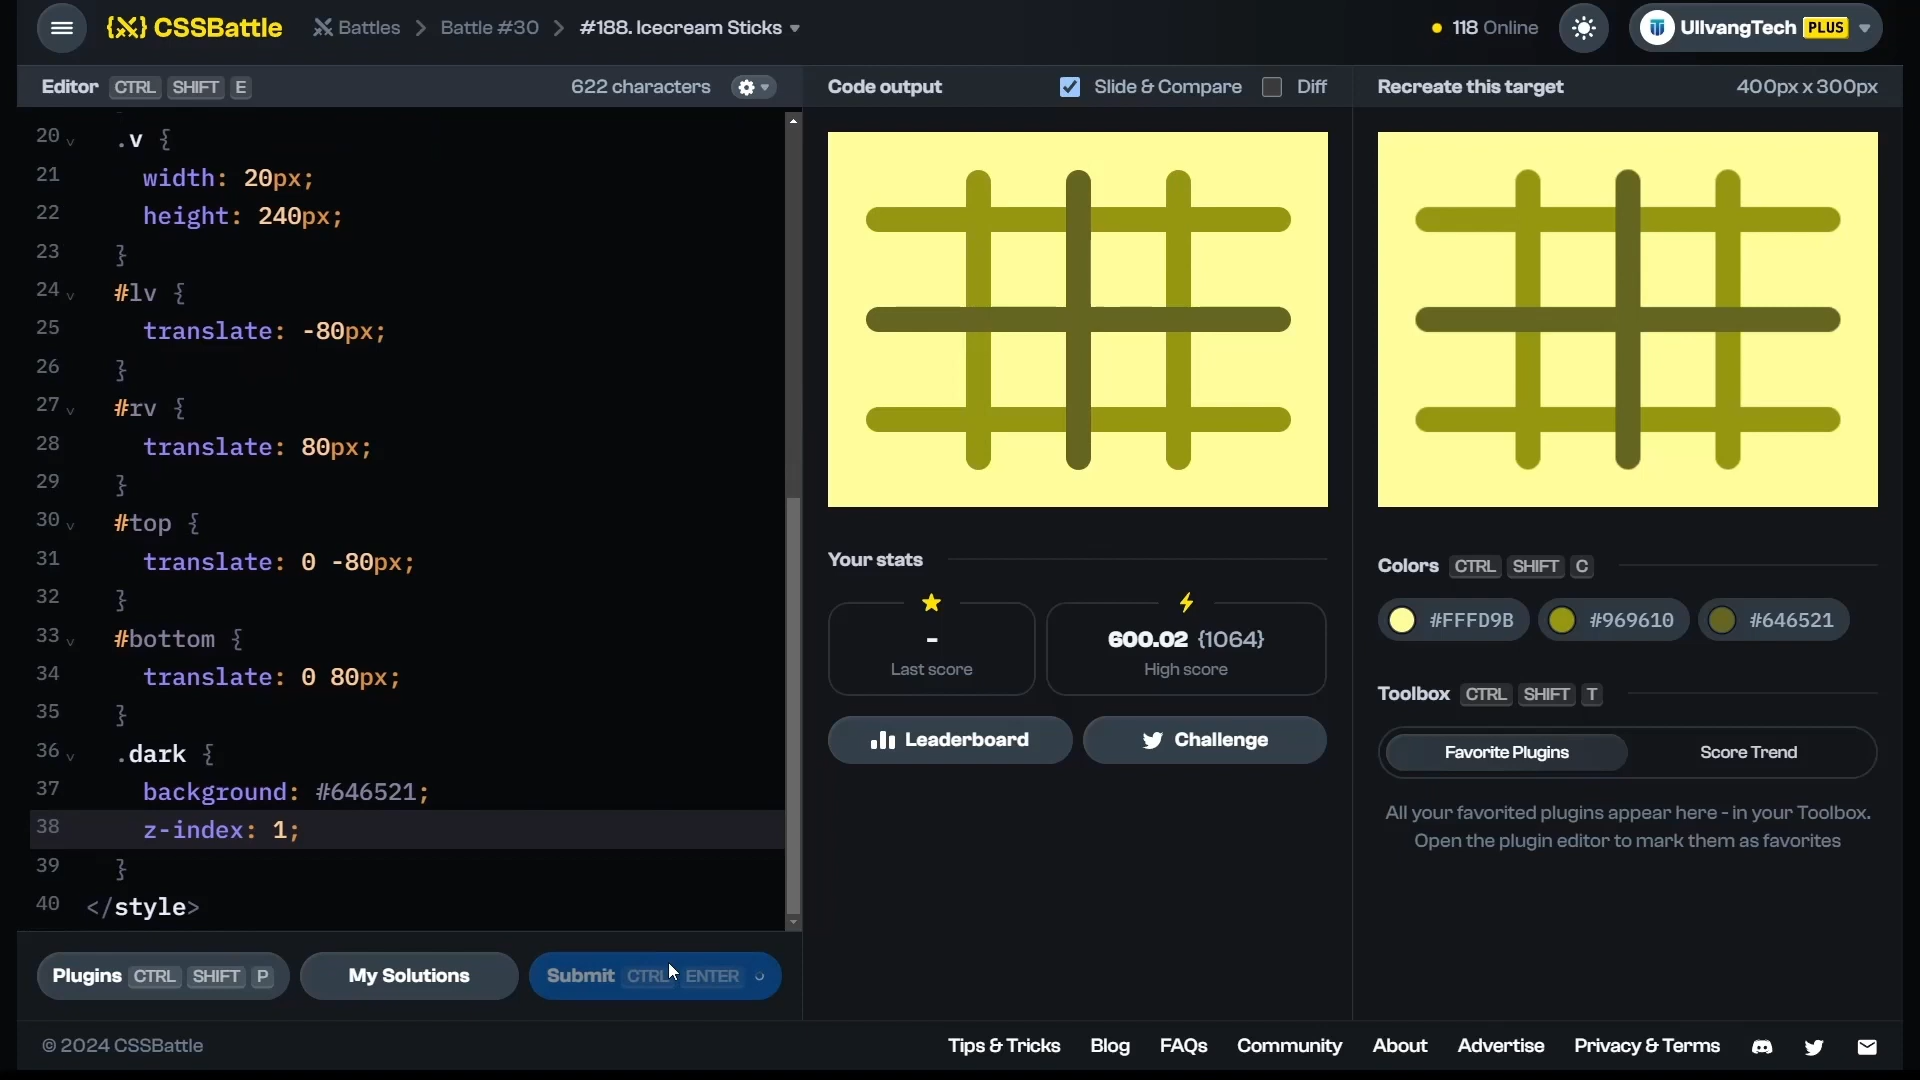 {X} CSSBattle
Battles
Battle #30
#188. Icecream Sticks
118 Online
UllvangTech PLUS
Editor CTRL SHIFT E
622 characters
Code output
Slide & Compare
Diff
Recreate this target
400px x 300px
20 .v {
21 width: 20px;
22 height: 240px;
23 }
24 #lv {
25 translate: -80px;
26 }
27 #rv {
28 translate: 80px;
29 }
30 #top {
31 translate: 0 -80px;
32 }
33 #bottom {
34 translate: 0 80px;
35 }
36 .dark {
37 background: #646521;
38 z-index: 1;
39 }
40 </style>
Your stats
-
Last score
600.02 {1064}
High score
Leaderboard
Challenge
Colors CTRL SHIFT C
#FFFD9B
#969610
#646521
Toolbox CTRL SHIFT T
Favorite Plugins
Score Trend
All your favorited plugins appear here - in your Toolbox.
Open the plugin editor to mark them as favorites
Plugins CTRL SHIFT P
My Solutions
Submit CTRL ENTER
© 2024 CSSBattle
Tips & Tricks
Blog
FAQs
Community
About
Advertise
Privacy & Terms